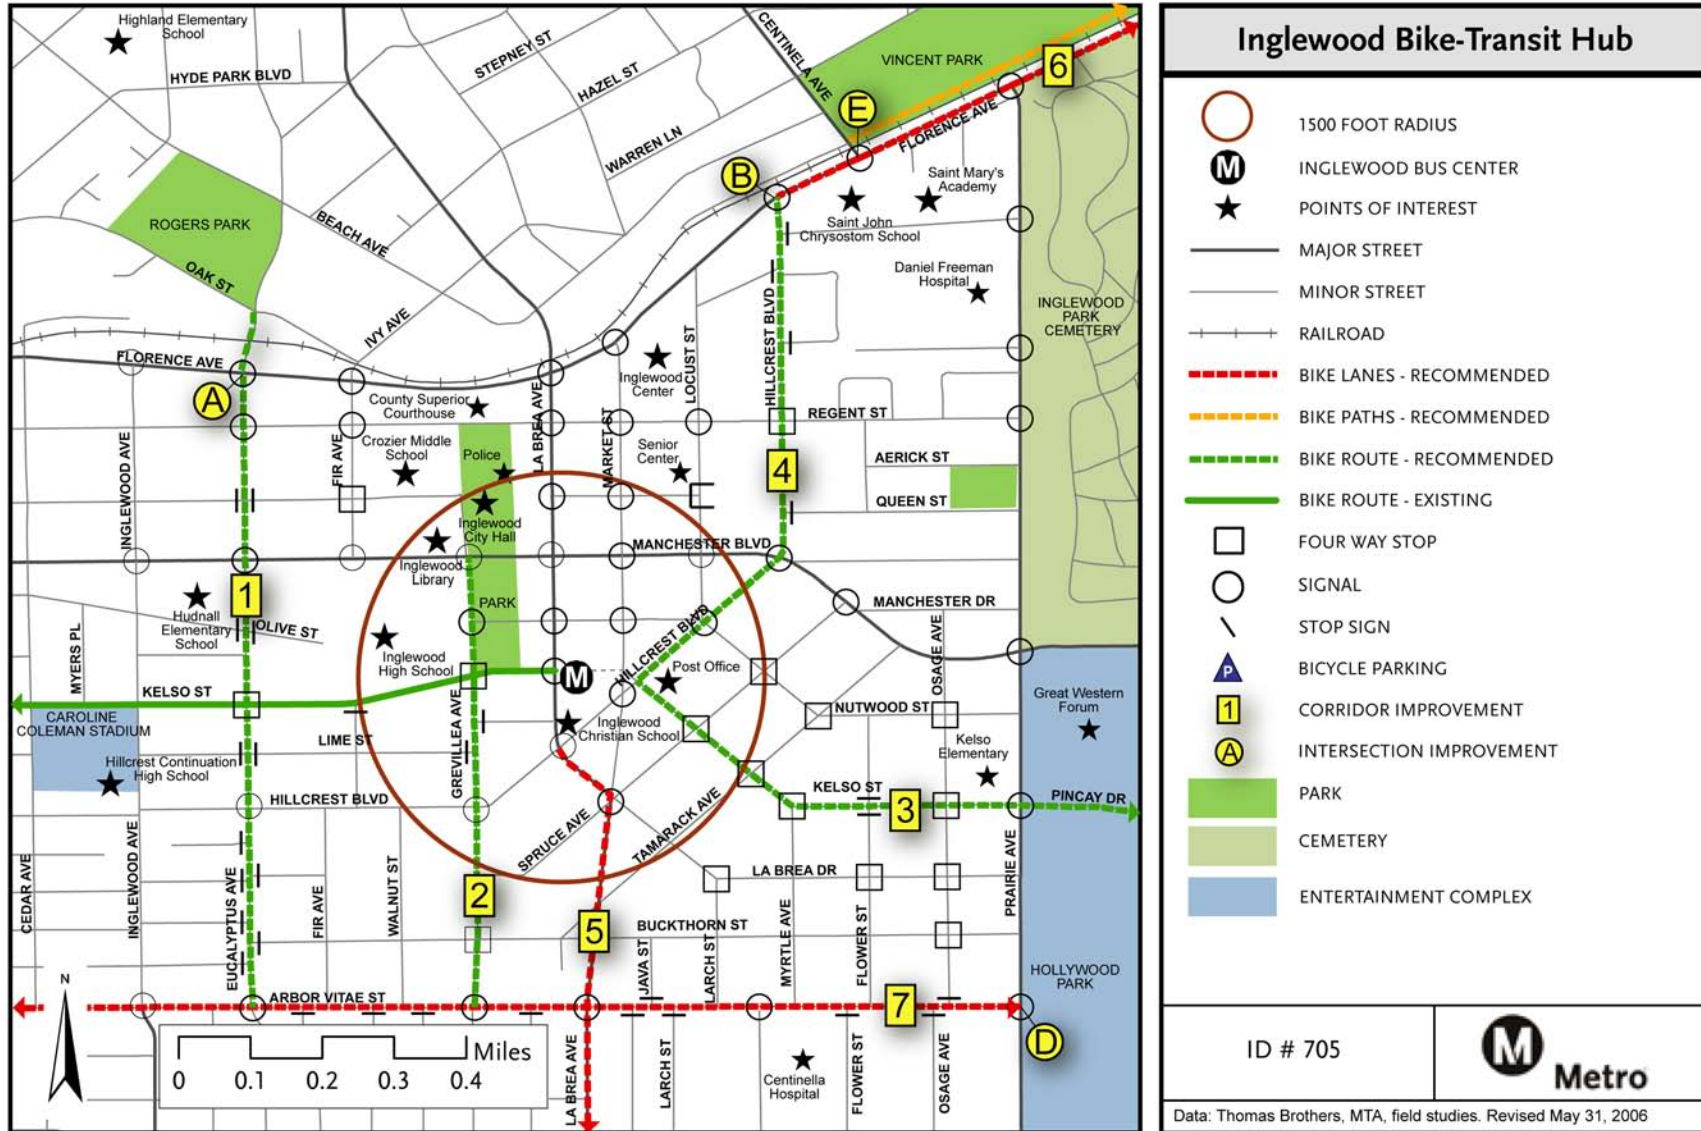 Highland Elementary
School
HYDE PARK BLVD
STEPNEY ST
HAZEL ST
WARREN LN
CENTINELA AVE
VINCENT PARK
6
E
FLORENCE AVE
B
Saint Mary's
Academy
Saint John
Chrysostom School
ROGERS PARK
BEACH AVE
OAK ST
IVY AVE
Daniel Freeman
Hospital
INGLEWOOD
PARK
CEMETERY
FLORENCE AVE
A
LOCUST ST
HILLCREST BLVD
Inglewood
Center
County Superior
Courthouse
LA BREA AVE
MARKET ST
REGENT ST
INGLEWOOD AVE
FIR AVE
Crozier Middle
School
Police
Senior
Center
4
AERICK ST
QUEEN ST
Inglewood
City Hall
MANCHESTER BLVD
Inglewood
Library
1
PARK
MANCHESTER DR
Hudnall
Elementary
School
OLIVE ST
HILLCREST BLVD
MYERS PL
Inglewood
High School
M
Post Office
OSAGE AVE
KELSO ST
Great Western
Forum
CAROLINE
COLEMAN STADIUM
GREVILLEA AVE
Inglewood
Christian School
NUTWOOD ST
LIME ST
Kelso
Elementary
Hillcrest Continuation
High School
KELSO ST
PINCAY DR
HILLCREST BLVD
3
SPRUCE AVE
TAMARACK AVE
LA BREA DR
PRAIRIE AVE
CEDAR AVE
INGLEWOOD AVE
EUCALYPTUS AVE
FIR AVE
WALNUT ST
2
5
BUCKTHORN ST
JAVA ST
LARCH ST
MYRTLE AVE
FLOWER ST
HOLLYWOOD
PARK
N
ARBOR VITAE ST
7
D
Miles
0 0.1 0.2 0.3 0.4
LA BREA AVE
LARCH ST
Centinella
Hospital
FLOWER ST
OSAGE AVE
Inglewood Bike-Transit Hub
1500 FOOT RADIUS
M INGLEWOOD BUS CENTER
POINTS OF INTEREST
MAJOR STREET
MINOR STREET
RAILROAD
BIKE LANES - RECOMMENDED
BIKE PATHS - RECOMMENDED
BIKE ROUTE - RECOMMENDED
BIKE ROUTE - EXISTING
FOUR WAY STOP
SIGNAL
STOP SIGN
P BICYCLE PARKING
1 CORRIDOR IMPROVEMENT
A INTERSECTION IMPROVEMENT
PARK
CEMETERY
ENTERTAINMENT COMPLEX
ID # 705
M Metro
Data: Thomas Brothers, MTA, field studies. Revised May 31, 2006